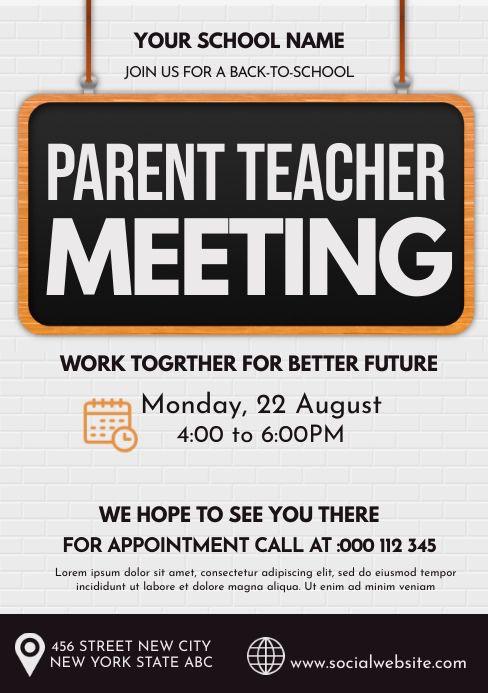 YOUR SCHOOL NAME
JOIN US FOR A BACK-TO-SCHOOL
PARENT TEACHER
MEETING
WORK TOGRTHER FOR BETTER FUTURE
Monday, 22 August
4:00 to 6:00PM
WE HOPE TO SEE YOU THERE
FOR APPOINTMENT CALL AT :000 112 345
Lorem ipsum dolor sit amet, consectetur adipiscing elit, sed do eiusmod tempor
incididunt ut labore et dolore magna aliqua. Ut enim ad minim veniam
456 STREET NEW CITY
NEW YORK STATE ABC
www.socialwebsite.com